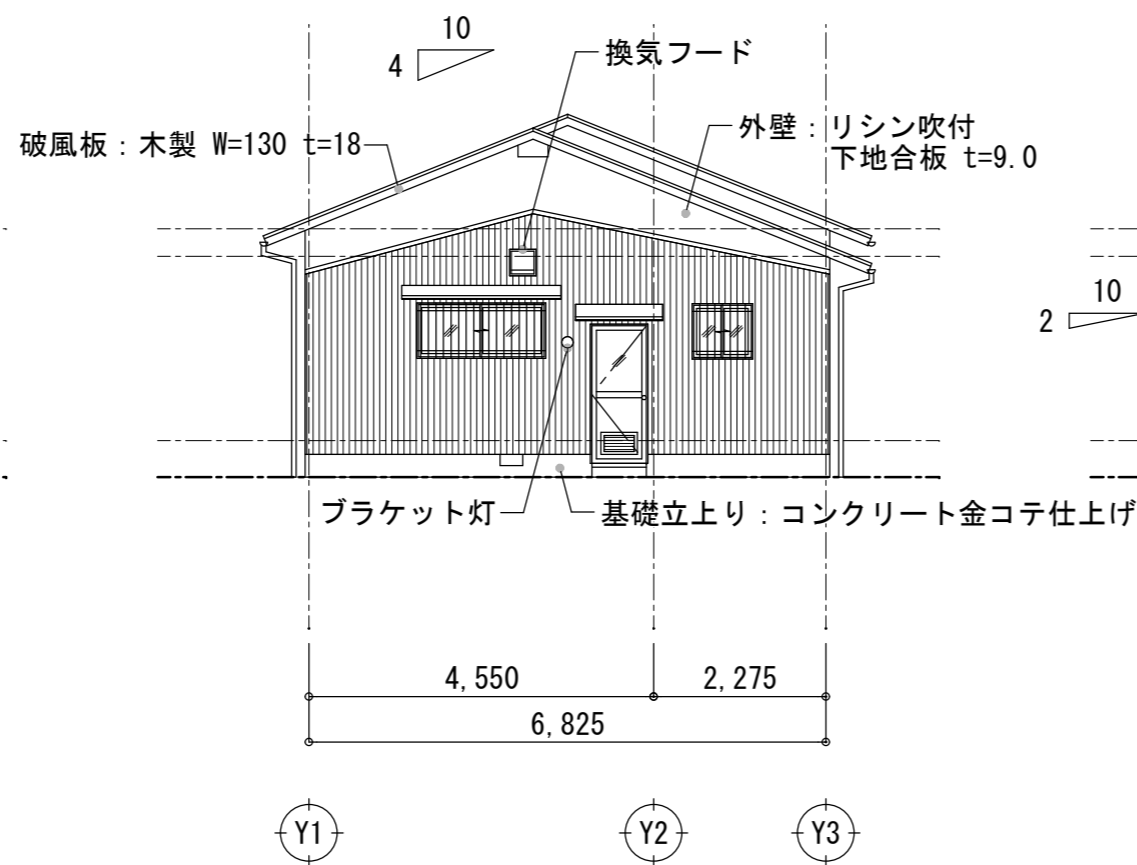 10
4
換気フード
破風板：木製 W=130 t=18
外壁：リシン吹付
下地合板 t=9.0
10
2
ブラケット灯
基礎立上り：コンクリート金コテ仕上げ
4,550
2,275
6,825
Y1
Y2
Y3